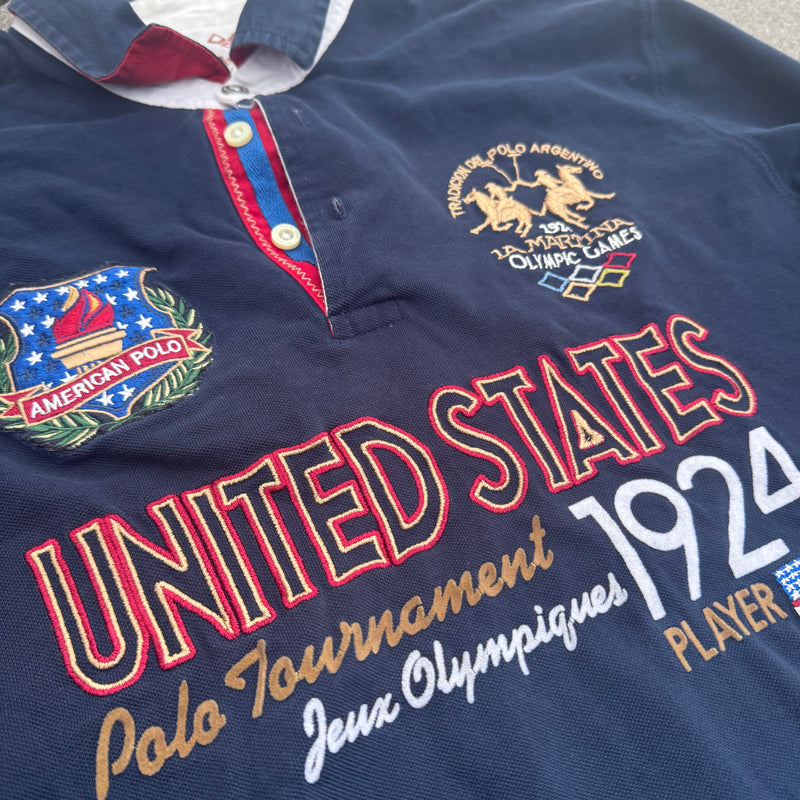 TRADICION DEL POLO ARGENTINO
LA MARTINA
OLYMPIC GAMES
AMERICAN POLO
UNITED STATES
1924
Polo Tournament
Jeux Olympiques
PLAYER